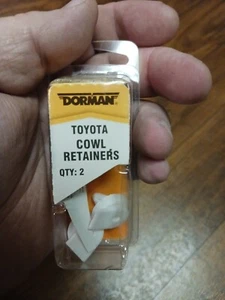 DORMAN
TOYOTA
COWL
RETAINERS
QTY: 2